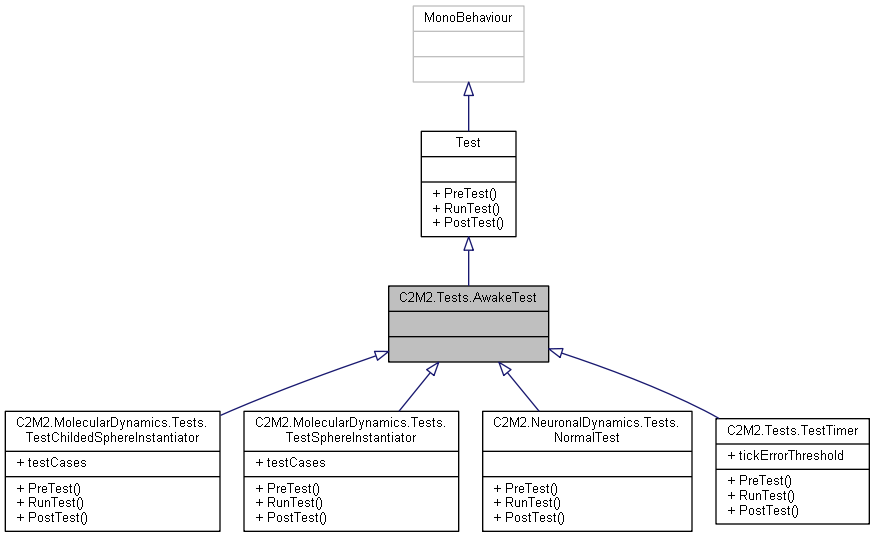 MonoBehaviour
Test
+ PreTest()
+ RunTest()
+ PostTest()
C2M2.Tests.AwakeTest
C2M2.MolecularDynamics.Tests.
TestChildedSphereInstantiator
+ testCases
+ PreTest()
+ RunTest()
+ PostTest()
C2M2.MolecularDynamics.Tests.
TestSphereInstantiator
+ testCases
+ PreTest()
+ RunTest()
+ PostTest()
C2M2.NeuronalDynamics.Tests.
NormalTest
+ PreTest()
+ RunTest()
+ PostTest()
C2M2.Tests.TestTimer
+ tickErrorThreshold
+ PreTest()
+ RunTest()
+ PostTest()